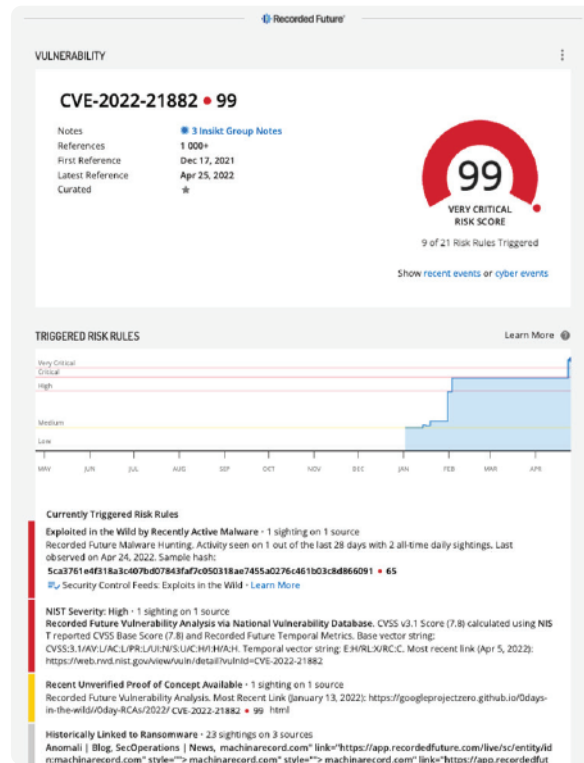 Recorded Future®
VULNERABILITY
CVE-2022-21882 • 99
Notes 3 Insikt Group Notes
References 1 000+
First Reference Dec 17, 2021
Latest Reference Apr 25, 2022
Curated ★
99
VERY CRITICAL
RISK SCORE
9 of 21 Risk Rules Triggered
Show recent events or cyber events
TRIGGERED RISK RULES Learn More
Very Critical
Critical
High
Medium
Low
MAY JUN JUL AUG SEP OCT NOV DEC JAN FEB MAR APR
Currently Triggered Risk Rules
Exploited in the Wild by Recently Active Malware • 1 sighting on 1 source
Recorded Future Malware Hunting. Activity seen on 1 out of the last 28 days with 2 all-time daily sightings. Last
observed on Apr 24, 2022. Sample hash:
5ca3761e4f318a3c407bd07843faf7c050318ae7455a0276c461b03c8d866091 • 65
Security Control Feeds: Exploits in the Wild • Learn More
NIST Severity: High • 1 sighting on 1 source
Recorded Future Vulnerability Analysis via National Vulnerability Database. CVSS v3.1 Score (7.8) calculated using NIS
T reported CVSS Base Score (7.8) and Recorded Future Temporal Metrics. Base vector string:
CVSS:3.1/AV:L/AC:L/PR:L/UI:N/S:U/C:H/I:H/A:H. Temporal vector string: E:H/RL:X/RC:C. Most recent link (Apr 5, 2022):
https://web.nvd.nist.gov/view/vuln/detail?vulnId=CVE-2022-21882
Recent Unverified Proof of Concept Available • 1 sighting on 1 source
Recorded Future Vulnerability Analysis. Most Recent Link (January 13, 2022): https://googleprojectzero.github.io/0days-
in-the-wild//0day-RCAs/2022/ CVE-2022-21882 • 99 html
Historically Linked to Ransomware • 23 sightings on 3 sources
Anomali | Blog, SecOperations | News, machinarecord.com" link="https://app.recordedfuture.com/live/sc/entity/id
n:machinarecord.com" style=""> machinarecord.com" style=""> machinarecord.com" link="https://app.recordedfut